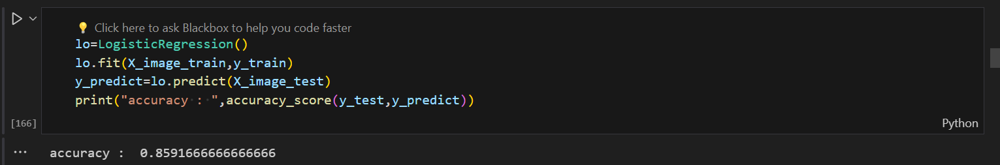 Click here to ask Blackbox to help you code faster
lo=LogisticRegression()
lo.fit(X_image_train,y_train)
y_predict=lo.predict(X_image_test)
print("accuracy : ",accuracy_score(y_test,y_predict))
[166]
Python
... accuracy :  0.8591666666666666